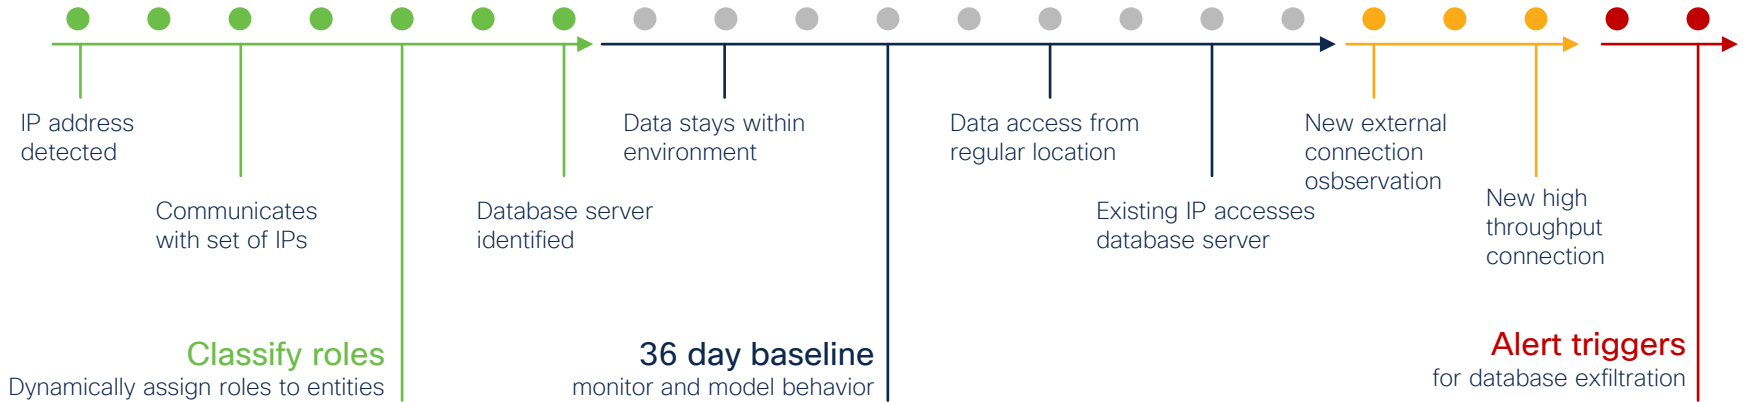 IP address
detected
Communicates
with set of IPs
Classify roles
Dynamically assign roles to entities
Database server
identified
Data stays within
environment
36 day baseline
monitor and model behavior
Data access from
regular location
Existing IP accesses
database server
New external
connection
osbservation
New high
throughput
connection
Alert triggers
for database exfiltration